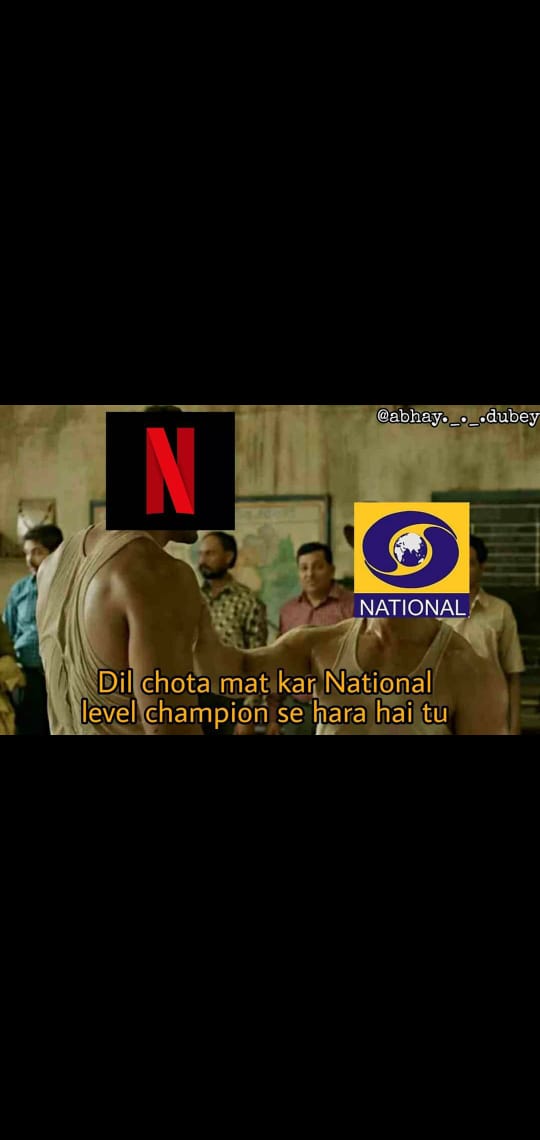 @abhay._._.dubey
N
NATIONAL
Dil chota mat kar National
level champion se hara hai tu